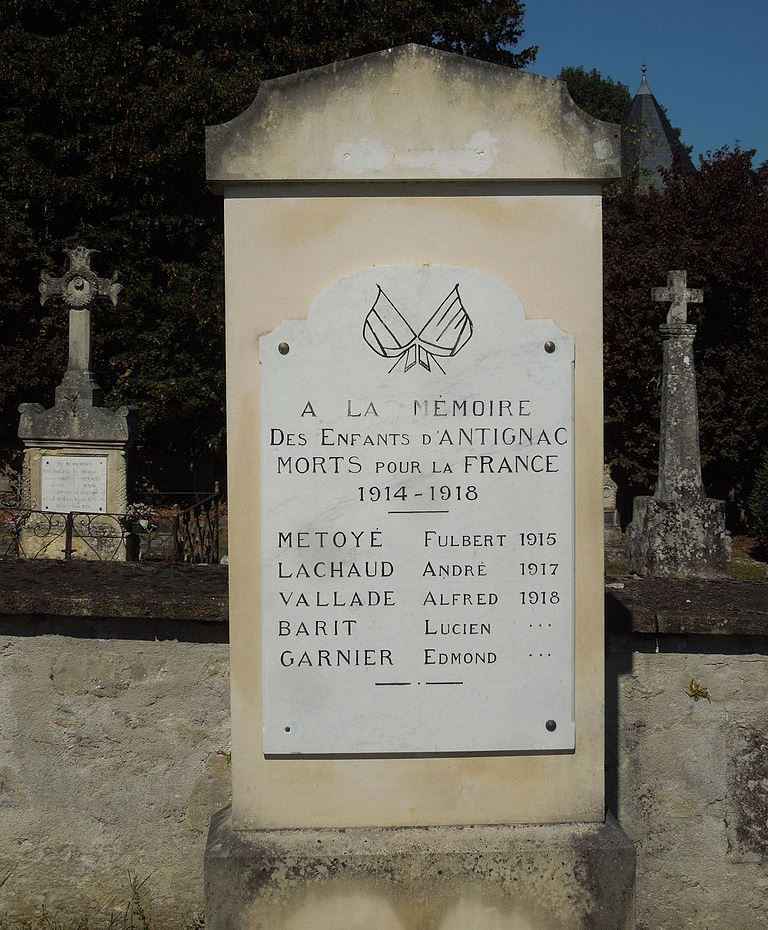 A LA MÉMOIRE
DES ENFANTS D'ANTIGNAC
MORTS POUR LA FRANCE
1914-1918
METOYÉ FULBERT 1915
LACHAUD ANDRÉ 1917
VALLADE ALFRED 1918
BARIT LUCIEN ...
GARNIER EDMOND ...